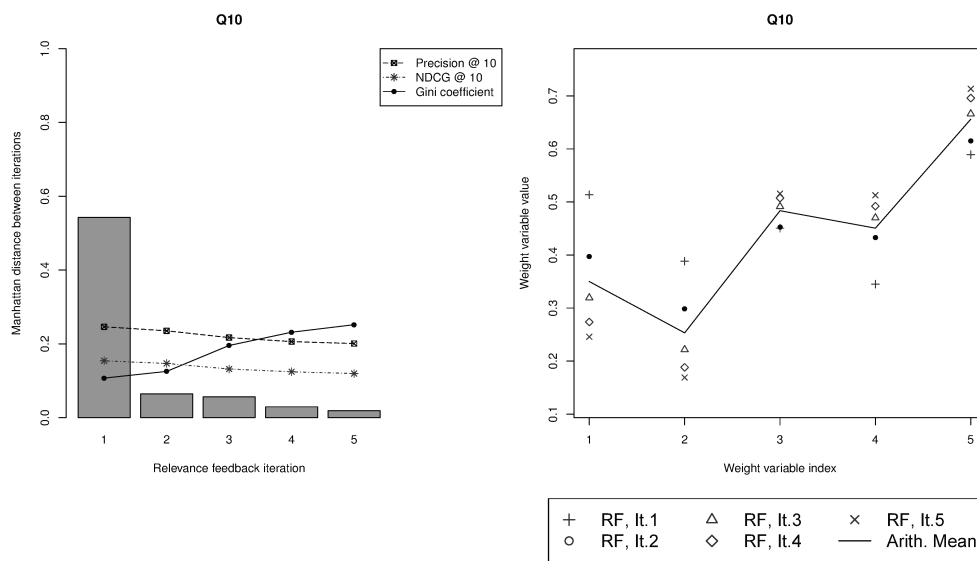 Q10
Manhattan distance between iterations
1.0
0.8
0.6
0.4
0.2
0.0
Precision @ 10
NDCG @ 10
Gini coefficient
1 2 3 4 5
Relevance feedback iteration
Q10
Weight variable value
0.7
0.6
0.5
0.4
0.3
0.2
0.1
1 2 3 4 5
Weight variable index
RF, It.1 RF, It.3 RF, It.5
RF, It.2 RF, It.4 Arith. Mean